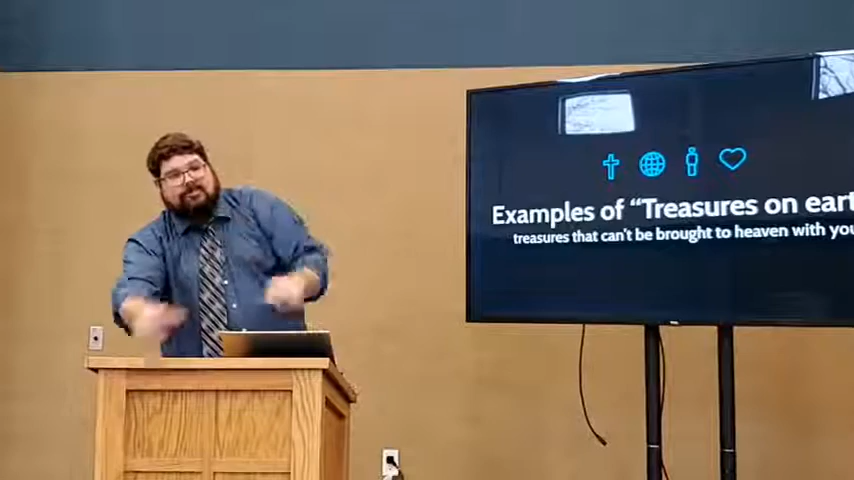 Examples of “Treasures on eart
treasures that can't be brought to heaven with you